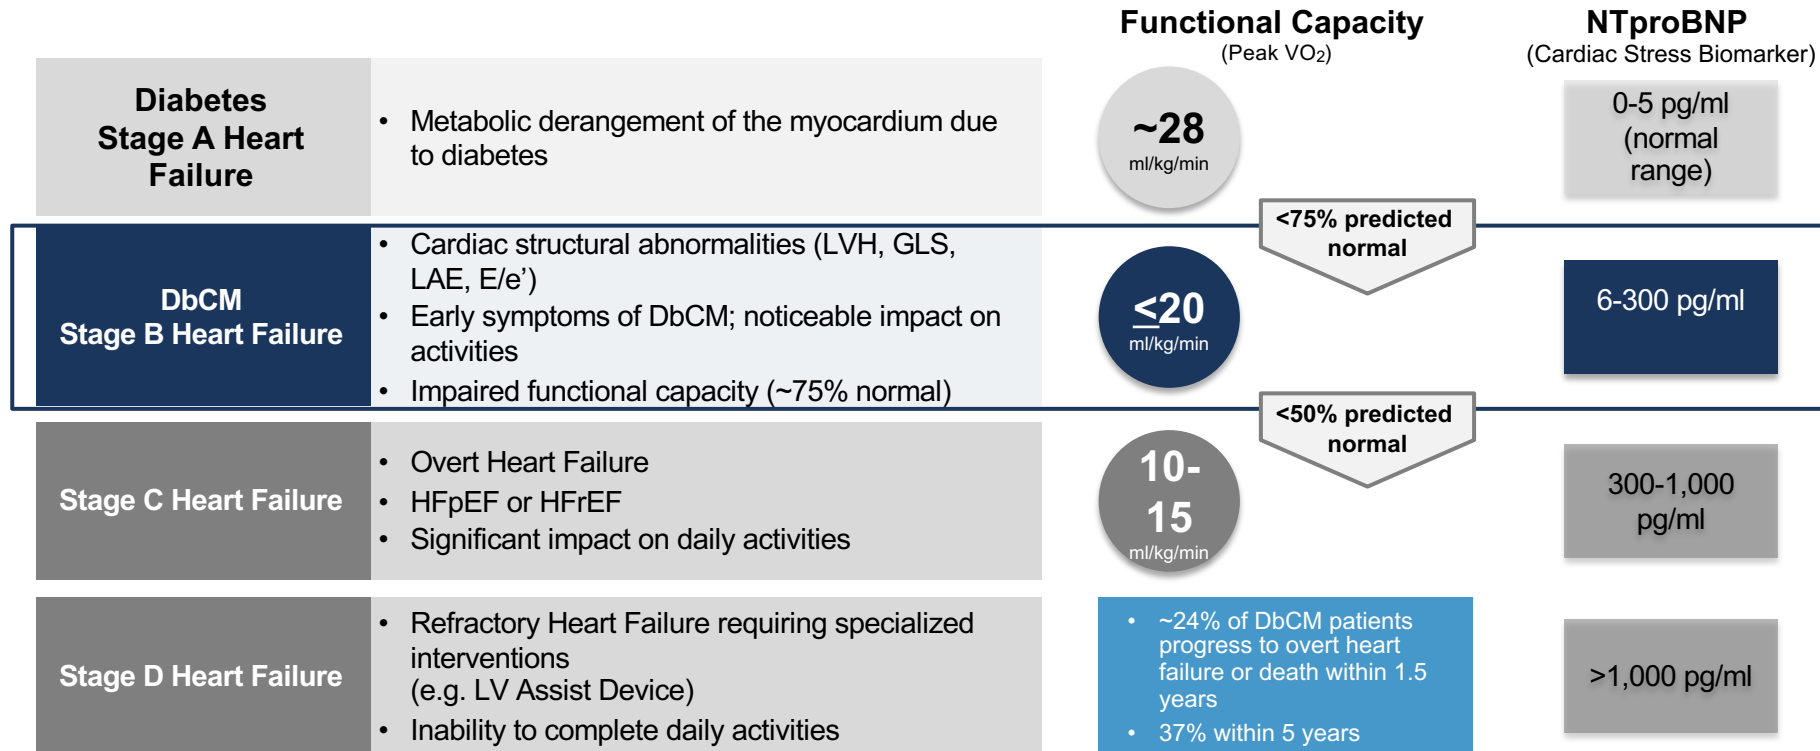 Functional Capacity
(Peak VO2)
NTproBNP
(Cardiac Stress Biomarker)
Diabetes
Stage A Heart
Failure
• Metabolic derangement of the myocardium due
to diabetes
~28
ml/kg/min
0-5 pg/ml
(normal
range)
<75% predicted
normal
DbCM
Stage B Heart Failure
• Cardiac structural abnormalities (LVH, GLS,
LAE, E/e’)
• Early symptoms of DbCM; noticeable impact on
activities
• Impaired functional capacity (~75% normal)
≤20
ml/kg/min
6-300 pg/ml
<50% predicted
normal
Stage C Heart Failure
• Overt Heart Failure
• HFpEF or HFrEF
• Significant impact on daily activities
10-
15
ml/kg/min
300-1,000
pg/ml
Stage D Heart Failure
• Refractory Heart Failure requiring specialized
interventions
(e.g. LV Assist Device)
• Inability to complete daily activities
• ~24% of DbCM patients
progress to overt heart
failure or death within 1.5
years
• 37% within 5 years
>1,000 pg/ml